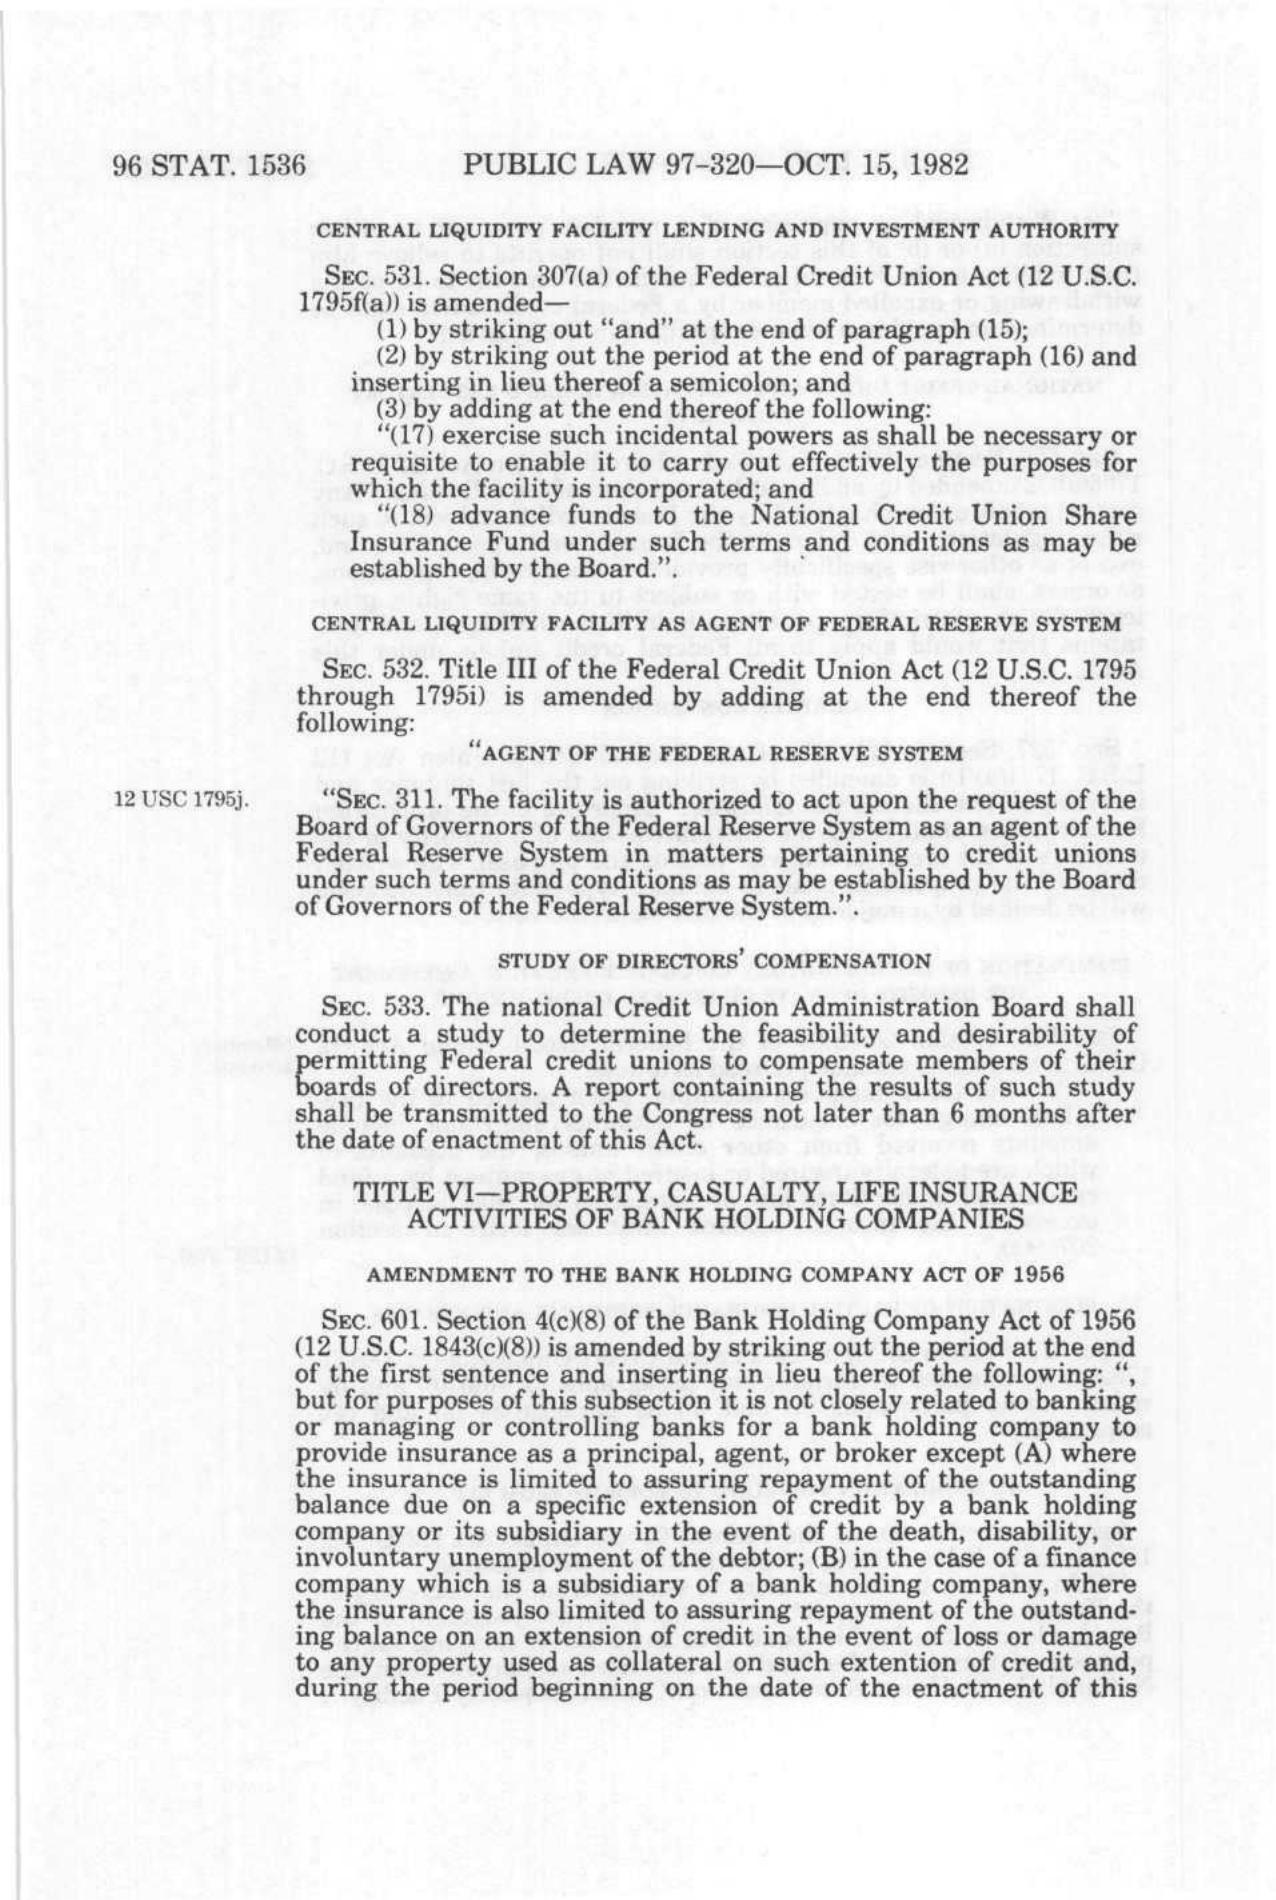 96 STAT. 1536 PUBLIC LAW 97-320—OCT. 15, 1982
CENTRAL LIQUIDITY FACILITY LENDING AND INVESTMENT AUTHORITY
SEC. 531. Section 307(a) of the Federal Credit Union Act (12 U.S.C.
1795f(a)) is amended—
(1) by striking out "and" at the end of paragraph (15);
(2) by striking out the period at the end of paragraph (16) and
inserting in lieu thereof a semicolon; and
(3) by adding at the end thereof the following:
"(17) exercise such incidental powers as shall be necessary or
requisite to enable it to carry out effectively the purposes for
which the facility is incorporated; and
"(18) advance funds to the National Credit Union Share
Insurance Fund under such terms and conditions as may be
established by the Board.".
CENTRAL LIQUIDITY FACILITY AS AGENT OF FEDERAL RESERVE SYSTEM
SEC. 532. Title III of the Federal Credit Union Act (12 U.S.C. 1795
through 1795i) is amended by adding at the end thereof the
following:
"AGENT OF THE FEDERAL RESERVE SYSTEM
12 USC 1795j.
"SEC. 311. The facility is authorized to act upon the request of the
Board of Governors of the Federal Reserve System as an agent of the
Federal Reserve System in matters pertaining to credit unions
under such terms and conditions as may be established by the Board
of Governors of the Federal Reserve System.".
STUDY OF DIRECTORS' COMPENSATION
SEC. 533. The national Credit Union Administration Board shall
conduct a study to determine the feasibility and desirability of
permitting Federal credit unions to compensate members of their
boards of directors. A report containing the results of such study
shall be transmitted to the Congress not later than 6 months after
the date of enactment of this Act.
TITLE VI—PROPERTY, CASUALTY, LIFE INSURANCE
ACTIVITIES OF BANK HOLDING COMPANIES
AMENDMENT TO THE BANK HOLDING COMPANY ACT OF 1956
SEC. 601. Section 4(c)(8) of the Bank Holding Company Act of 1956
(12 U.S.C. 1843(c)(8)) is amended by striking out the period at the end
of the first sentence and inserting in lieu thereof the following: ",
but for purposes of this subsection it is not closely related to banking
or managing or controlling banks for a bank holding company to
provide insurance as a principal, agent, or broker except (A) where
the insurance is limited to assuring repayment of the outstanding
balance due on a specific extension of credit by a bank holding
company or its subsidiary in the event of the death, disability, or
involuntary unemployment of the debtor; (B) in the case of a finance
company which is a subsidiary of a bank holding company, where
the insurance is also limited to assuring repayment of the outstand-
ing balance on an extension of credit in the event of loss or damage
to any property used as collateral on such extention of credit and,
during the period beginning on the date of the enactment of this